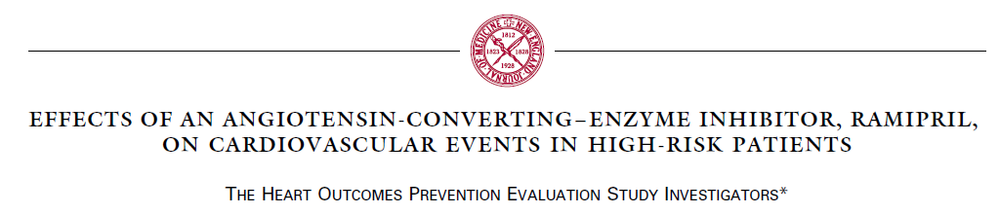 MEDICINE NEW ENGLAND JOURNAL OF
1812
1823 1828
1928
EFFECTS OF AN ANGIOTENSIN-CONVERTING–ENZYME INHIBITOR, RAMIPRIL,
ON CARDIOVASCULAR EVENTS IN HIGH-RISK PATIENTS
THE HEART OUTCOMES PREVENTION EVALUATION STUDY INVESTIGATORS*